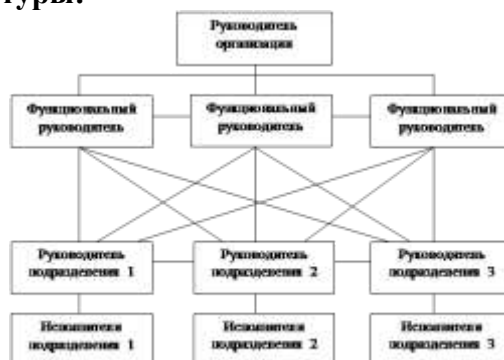 туры:
Руководитель
организации
Функциональный
руководитель
Функциональный
руководитель
Функциональный
руководитель
Руководитель
подразделения 1
Руководитель
подразделения 2
Руководитель
подразделения 3
Исполнители
подразделения 1
Исполнители
подразделения 2
Исполнители
подразделения 3